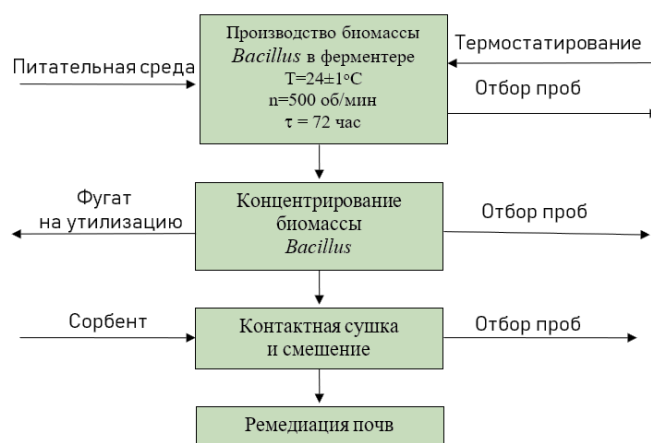 Производство биомассы
Bacillus в ферментере
T=24±1°C
n=500 об/мин
τ = 72 час
Питательная среда
Термостатирование
Отбор проб
Фугат
на утилизацию
Концентрирование
биомассы
Bacillus
Отбор проб
Сорбент
Контактная сушка
и смешение
Отбор проб
Ремедиация почв